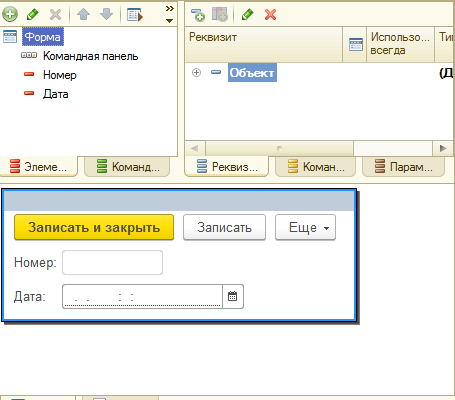 Форма
Командная панель
Номер
Дата
Реквизит
Использо...
всегда
Ти
Объект
(Д
Элеме...
Команд...
Реквиз...
Коман...
Парам...
Записать и закрыть
Записать
Еще
Номер:
Дата:
. . : :